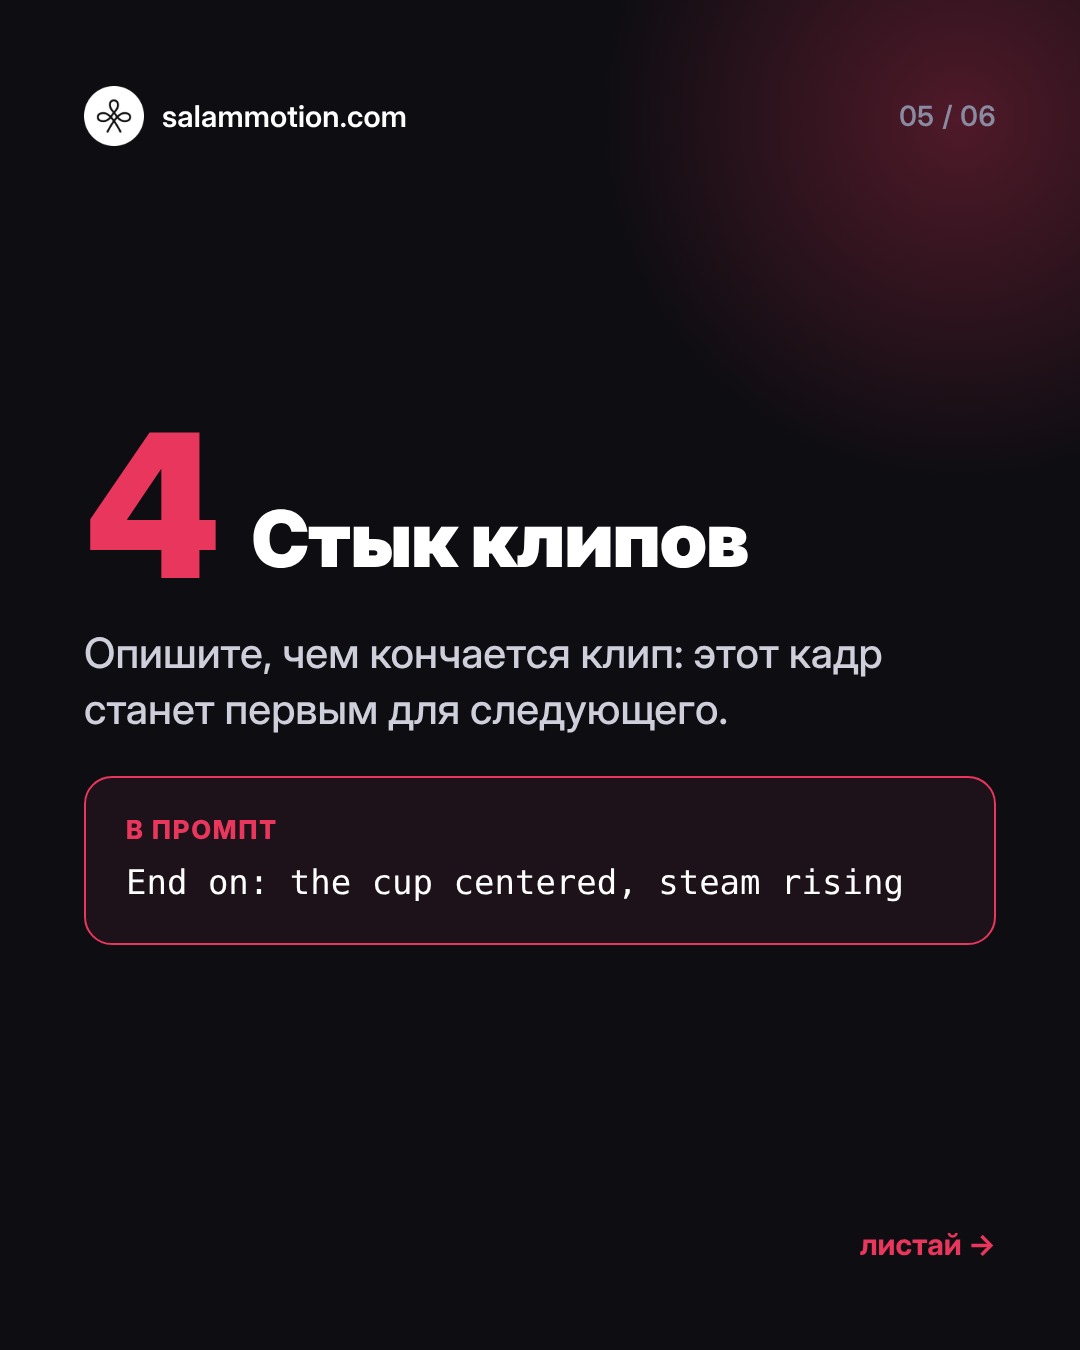 salammotion.com
05 / 06
4 Стык клипов
Опишите, чем кончается клип: этот кадр
станет первым для следующего.
В ПРОМПТ
End on: the cup centered, steam rising
листай →